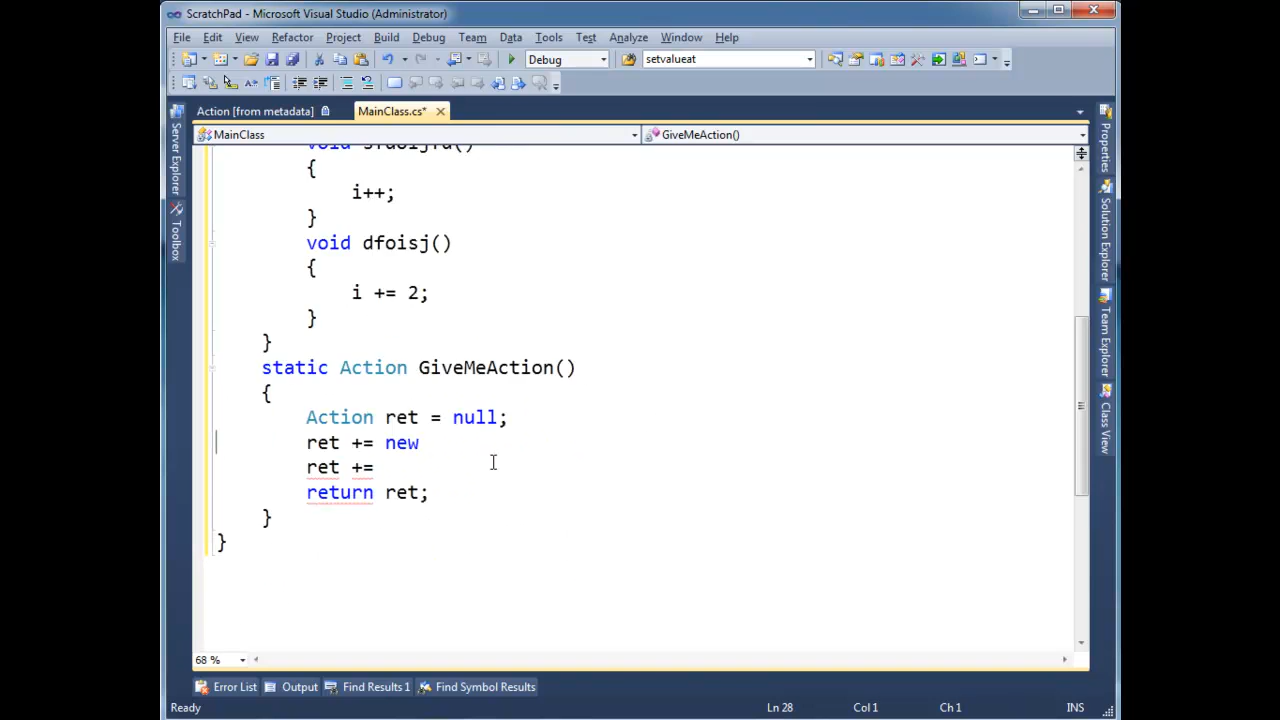 ScratchPad - Microsoft Visual Studio (Administrator)
File Edit View Refactor Project Build Debug Team Data Tools Test Analyze Window Help
Debug setvalueat
Action [from metadata] MainClass.cs*
MainClass GiveMeAction()
void
{
i++;
}
void dfoisj()
{
i += 2;
}
}
static Action GiveMeAction()
{
Action ret = null;
ret += new
ret +=
return ret;
}
}
Server Explorer
Toolbox
Properties
Solution Explorer
Team Explorer
Class View
68 %
Error List Output Find Results 1 Find Symbol Results
Ready Ln 28 Col 1 Ch 1 INS